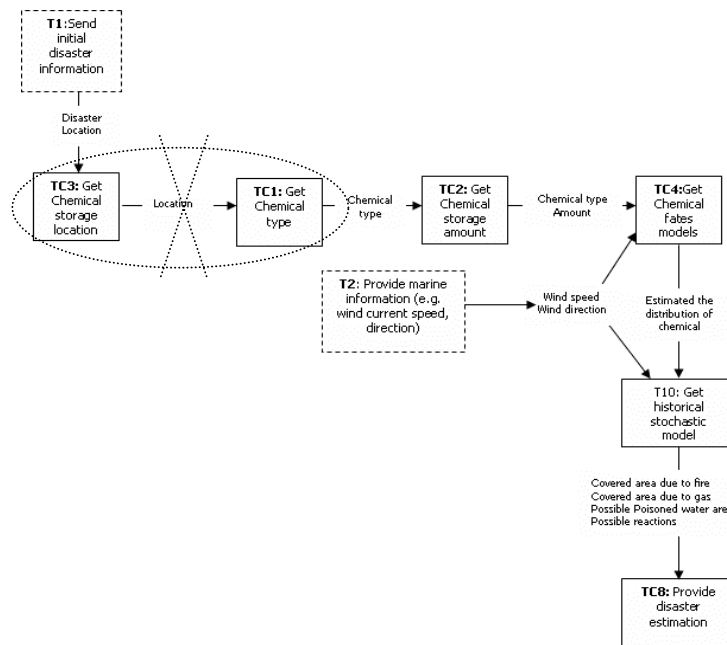 T1:Send
initial
disaster
information
Disaster
Location
TC3: Get
Chemical
storage
location
Location
TC1: Get
Chemical
type
Chemical
type
TC2: Get
Chemical
storage
amount
Chemical type
Amount
TC4:Get
Chemical
fates
models
T2: Provide marine
information (e.g.
wind current speed,
direction)
Wind speed
Wind direction
Estimated the
distribution of
chemical
T10: Get
historical
stochastic
model
Covered area due to fire
Covered area due to gas
Possible Poisoned water are
Possible reactions
TC8: Provide
disaster
estimation